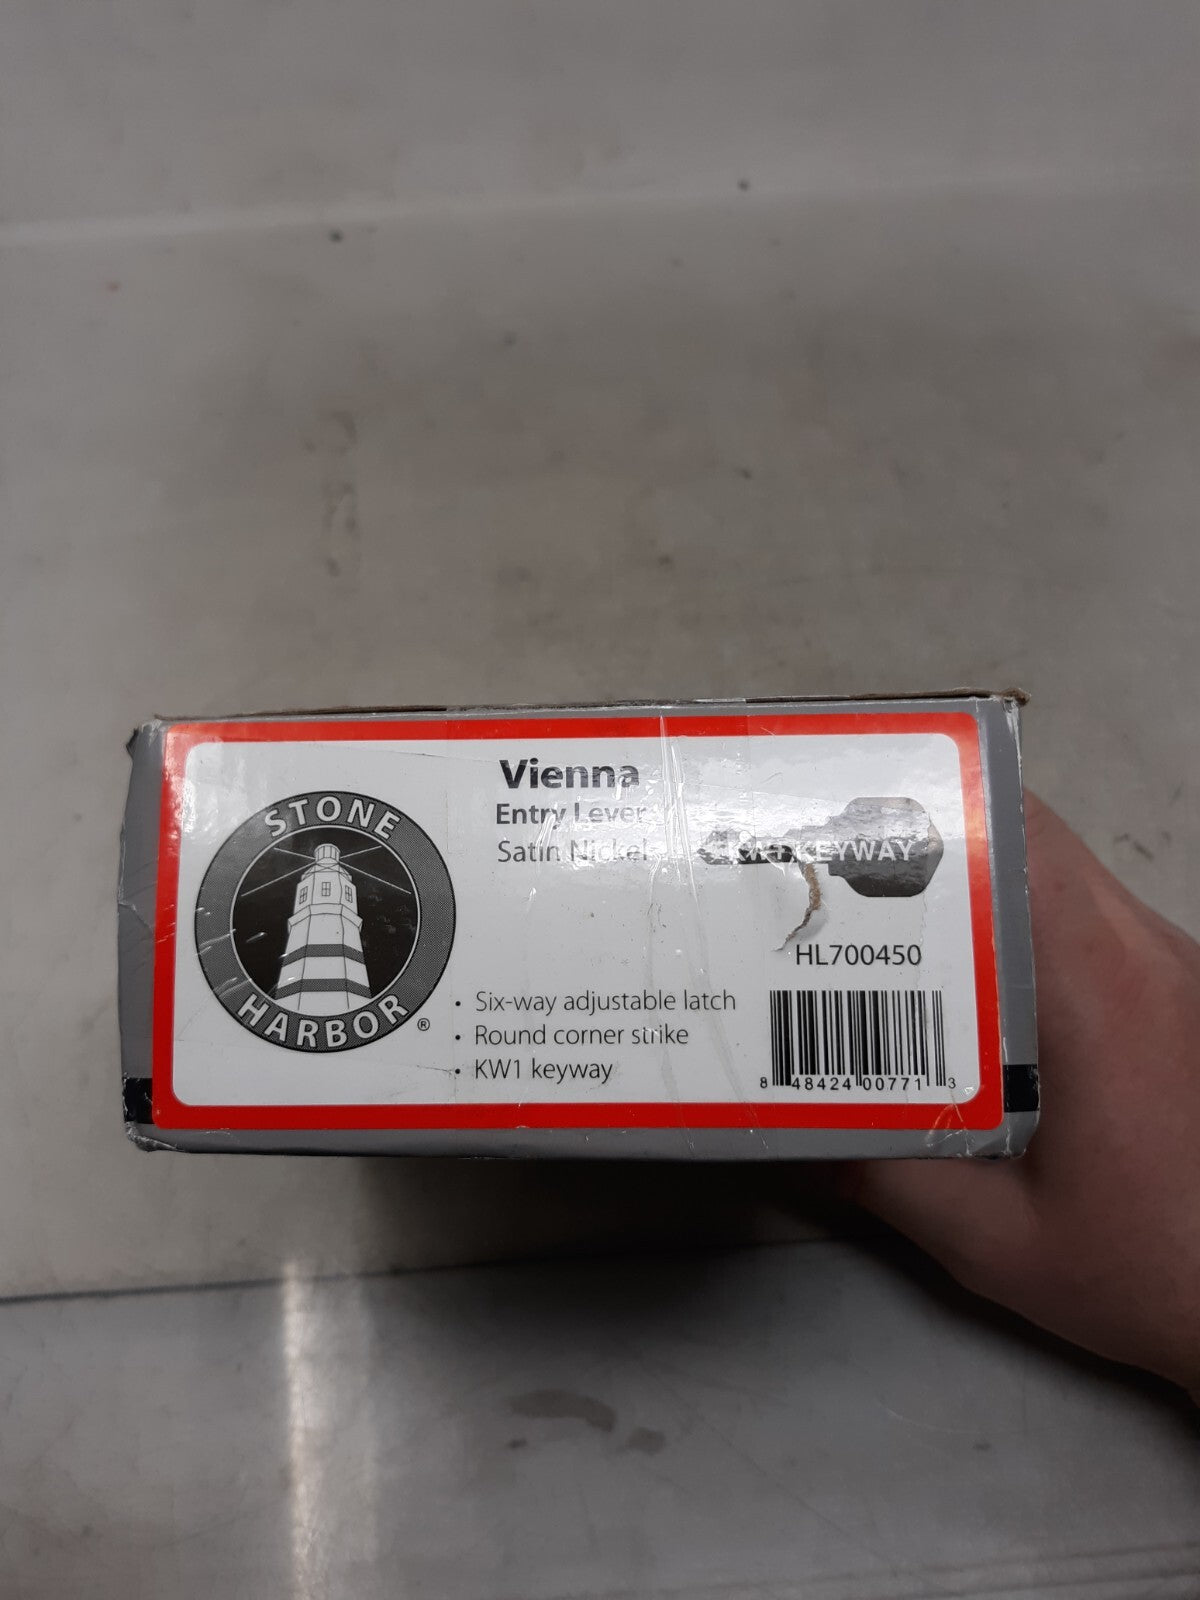 STONE
HARBOR®
Vienna
Entry Lever
Satin Nickel
KW1 KEYWAY
HL700450
• Six-way adjustable latch
• Round corner strike
• KW1 keyway
8 48424 00771 3